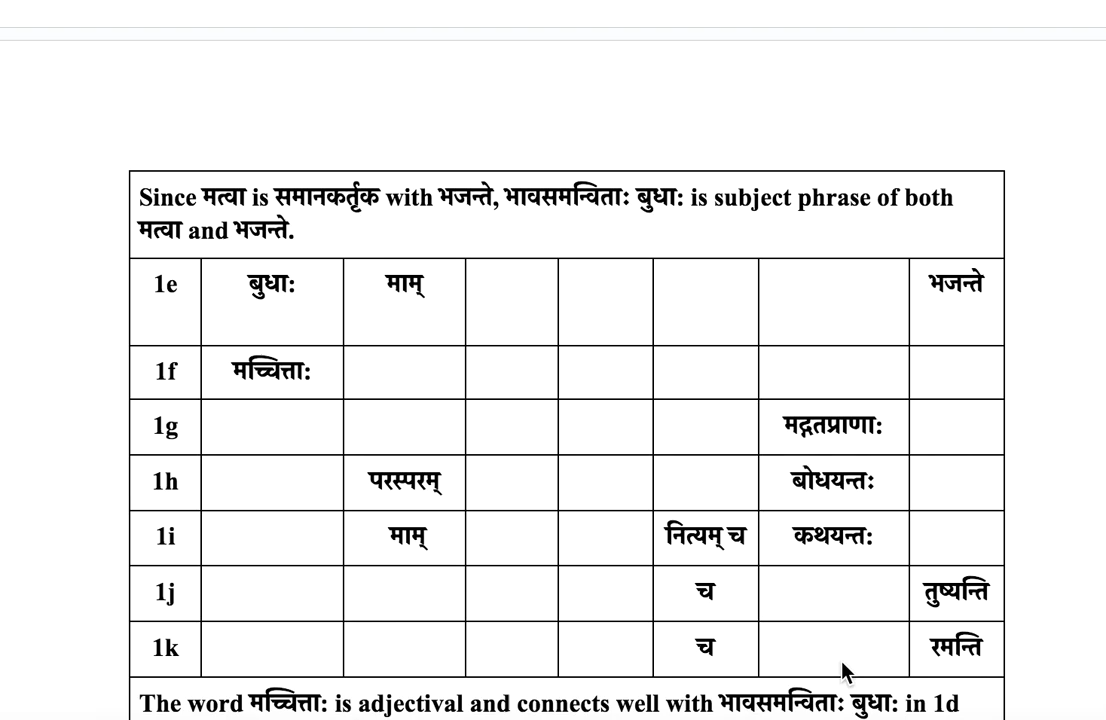 Since मत्वा is समानकर्तृक with भजन्ते, भावसमन्विताः बुधा: is subject phrase of both
मत्वा and भजन्ते.
1e बुधा: माम् भजन्ते
1f मच्चित्ता:
1g मद्गतप्राणा:
1h परस्परम् बोधयन्तः
1i माम् नित्यम् च कथयन्त:
1j च तुष्यन्ति
1k च रमन्ति
The word मच्चित्ता: is adjectival and connects well with भावसमन्विताः बुधा: in 1d